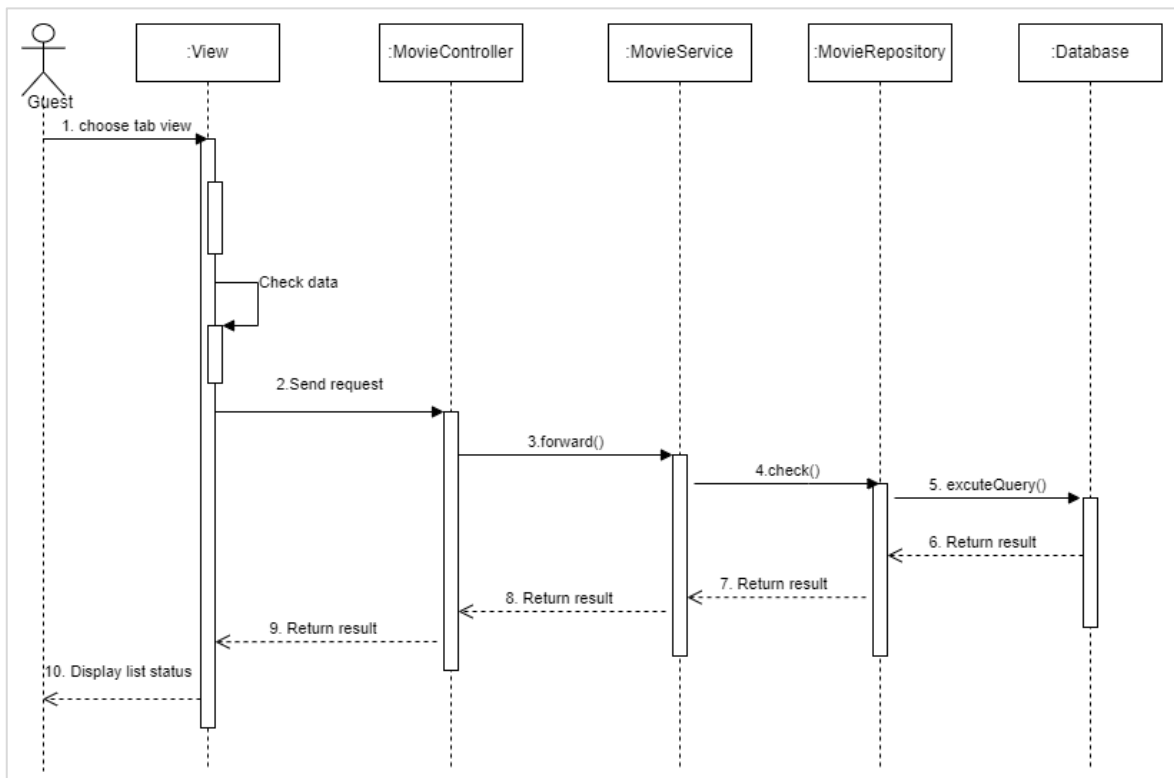 :View
:MovieController
:MovieService
:MovieRepository
:Database
Guest
1. choose tab view
Check data
2.Send request
3.forward()
4.check()
5. excuteQuery()
6. Return result
7. Return result
8. Return result
9. Return result
10. Display list status